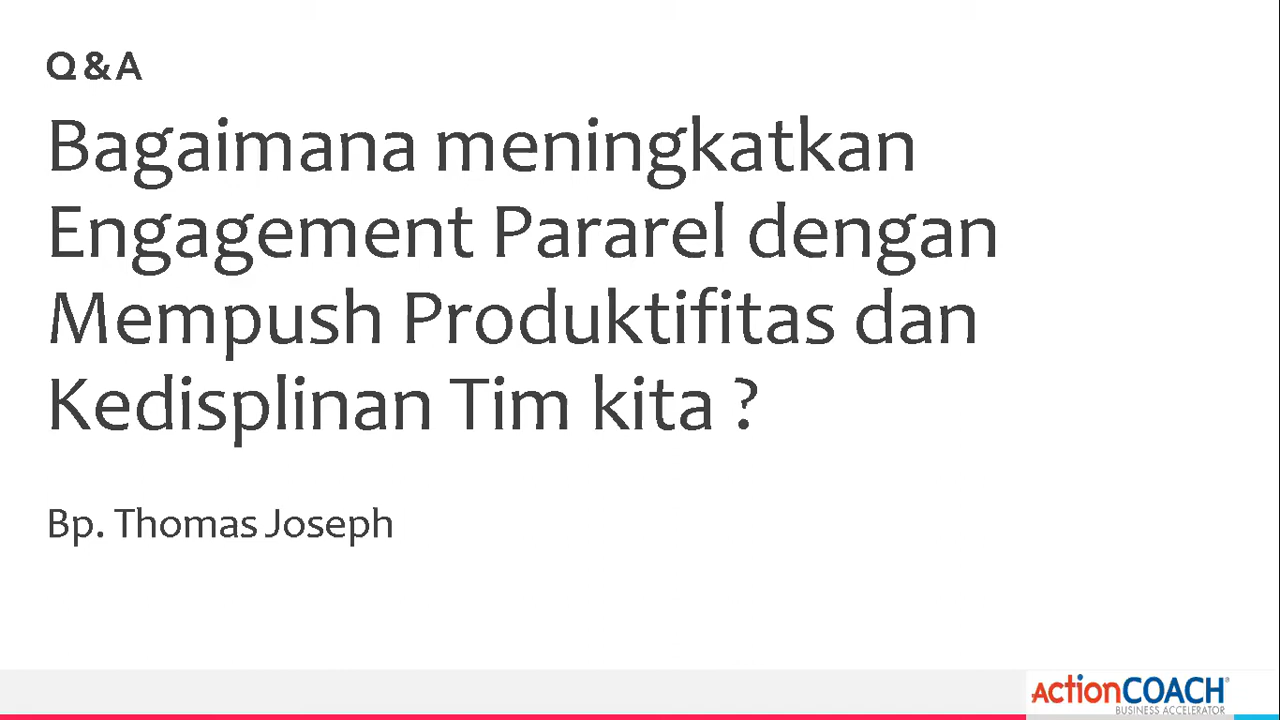 Q&A
Bagaimana meningkatkan
Engagement Pararel dengan
Mempush Produktifitas dan
Kedisplinan Tim kita ?
Bp. Thomas Joseph
ActionCOACH®
BUSINESS ACCELERATOR